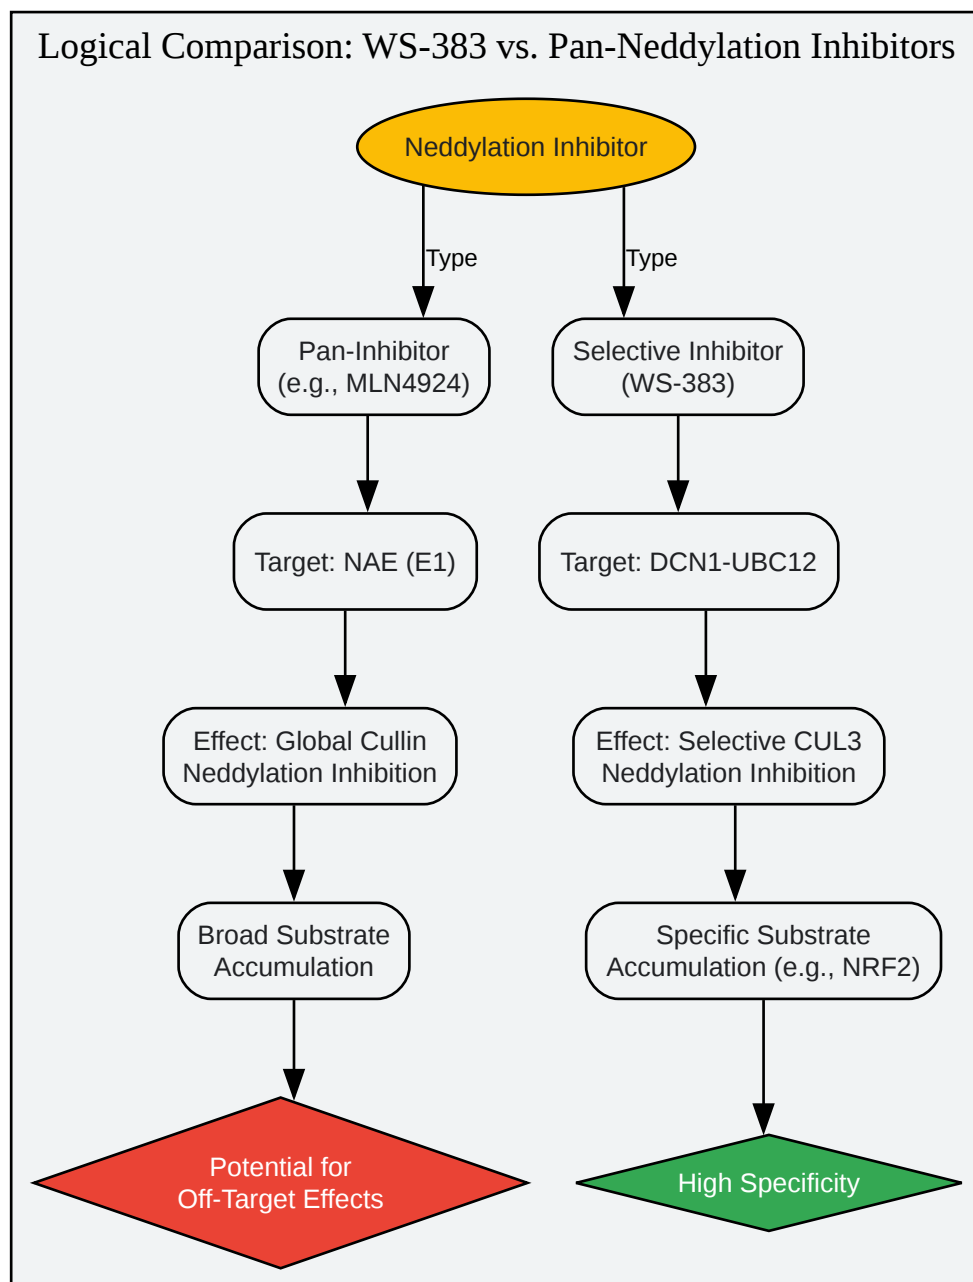 Logical Comparison: WS-383 vs. Pan-Neddylation Inhibitors
Neddylation Inhibitor
Type
Type
Pan-Inhibitor
(e.g., MLN4924)
Selective Inhibitor
(WS-383)
Target: NAE (E1)
Target: DCN1-UBC12
Effect: Global Cullin
Neddylation Inhibition
Effect: Selective CUL3
Neddylation Inhibition
Broad Substrate
Accumulation
Specific Substrate
Accumulation (e.g., NRF2)
Potential for
Off-Target Effects
High Specificity